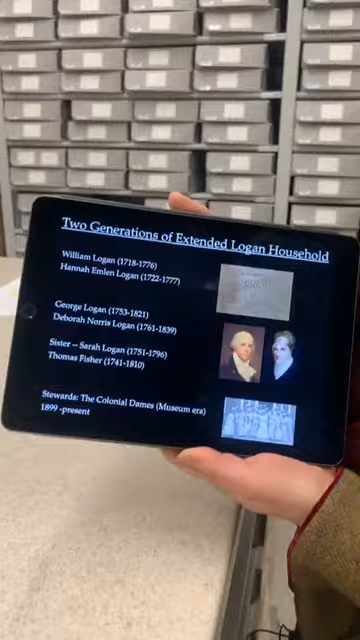 Two Generations of Extended Logan Household
William Logan (1718-1776)
Hannah Emlen Logan (1722-1777)
George Logan (1753-1821)
Deborah Norris Logan (1761-1839)
Sister -- Sarah Logan (1751-1796)
Thomas Fisher (1741-1810)
Stewards: The Colonial Dames (Museum era)
1899 -present